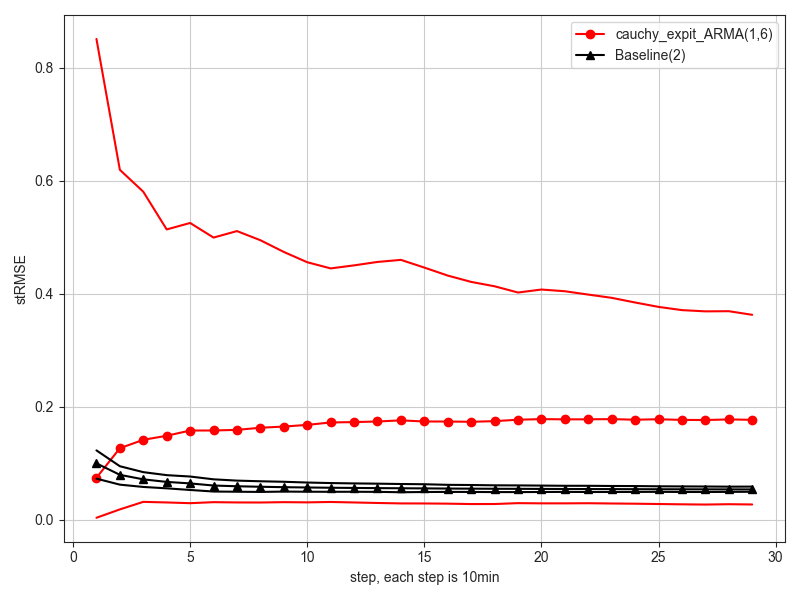 cauchy_expit_ARMA(1,6)
Baseline(2)
stRMSE
0.8
0.6
0.4
0.2
0.0
0 5 10 15 20 25 30
step, each step is 10min